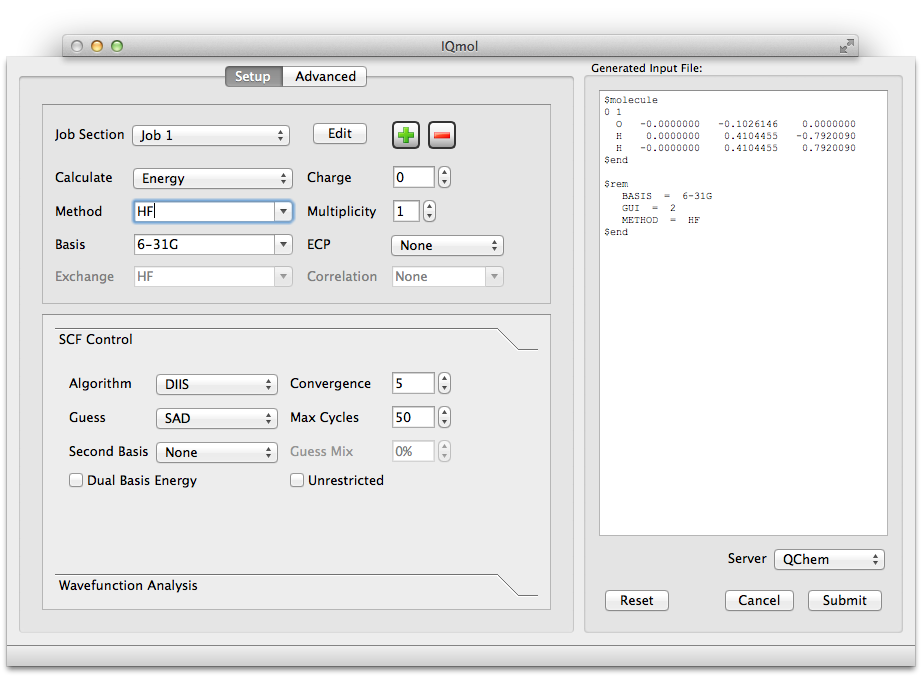 IQmol
Setup Advanced
Job Section Job 1 Edit
Calculate Energy Charge 0
Method HF Multiplicity 1
Basis 6-31G ECP None
Exchange HF Correlation None
SCF Control
Algorithm DIIS Convergence 5
Guess SAD Max Cycles 50
Second Basis None Guess Mix 0%
Dual Basis Energy Unrestricted
Wavefunction Analysis
Generated Input File:
$molecule
0 1
O -0.0000000 -0.1026146 0.0000000
H 0.0000000 0.4104455 -0.7920090
H -0.0000000 0.4104455 0.7920090
$end
$rem
BASIS = 6-31G
GUI = 2
METHOD = HF
$end
Server QChem
Reset Cancel Submit